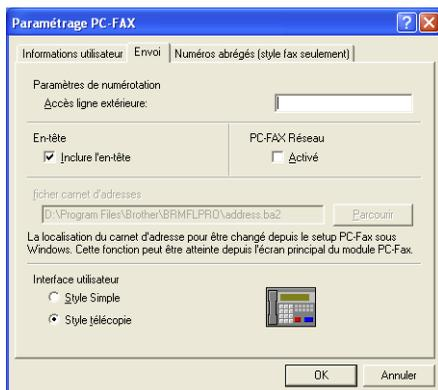 Paramétrage PC-FAX
Informations utilisateur
Envoi
Numéros abrégés (style fax seulement)
Paramètres de numérotation
Accès ligne extérieure:
En-tête
Inclure l'en-tête
PC-FAX Réseau
Activé
ficher carnet d'adresses
D:\Program Files\Brother\BRMFLPRO\address.ba2
Parcourir
La localisation du carnet d'adresse pour être changé depuis le setup PC-Fax sous
Windows. Cette fonction peut être atteinte depuis l'écran principal du module PC-Fax.
Interface utilisateur
Style Simple
Style télécopie
OK
Annuler